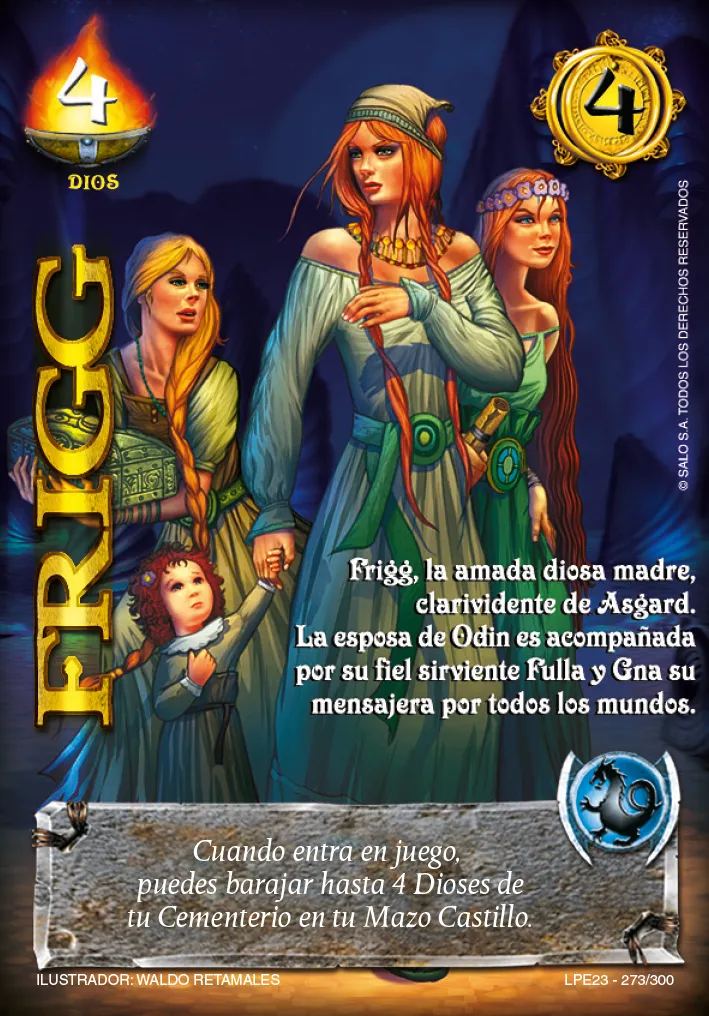 4
DIOS
4
FRIGG
© SALO S.A. TODOS LOS DERECHOS RESERVADOS
Frigg, la amada diosa madre,
clarividente de Asgard.
La esposa de Odin es acompañada
por su fiel sirviente Fulla y Gna su
mensajera por todos los mundos.
Cuando entra en juego,
puedes barajar hasta 4 Dioses de
tu Cementerio en tu Mazo Castillo.
ILUSTRADOR: WALDO RETAMALES
LPE23 - 273/300